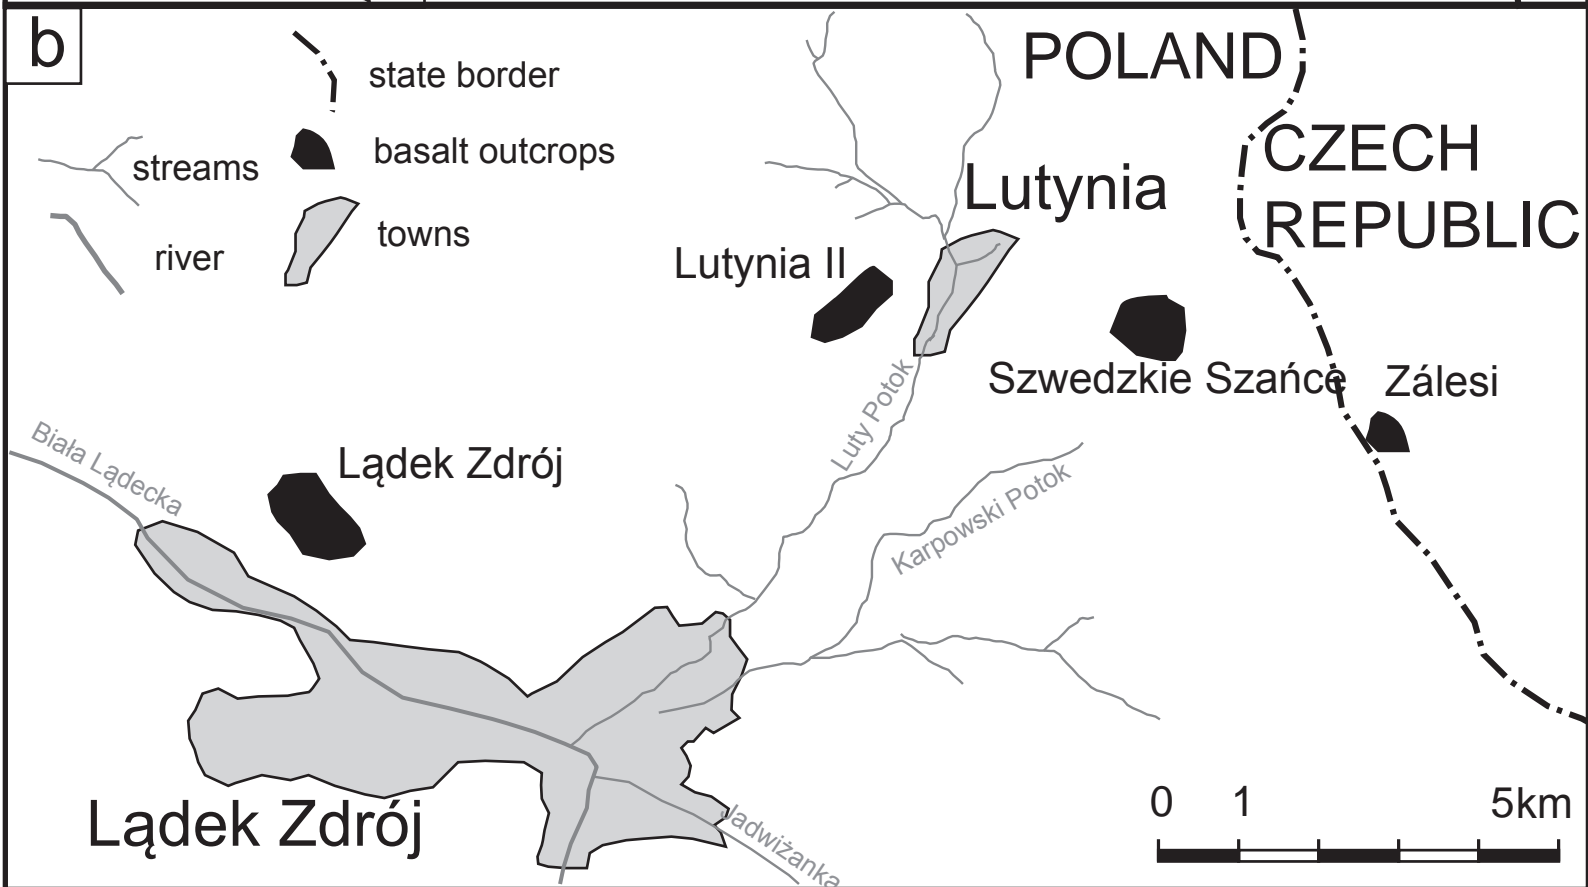 b
state border
streams
basalt outcrops
river
towns
POLAND
CZECH
REPUBLIC
Lutynia
Lutynia II
Szwedzkie Szańce
Zálesi
Luty Potok
Biała Lądecka
Lądek Zdrój
Karpowski Potok
Lądek Zdrój
Jadwiżanka
0 1 5km